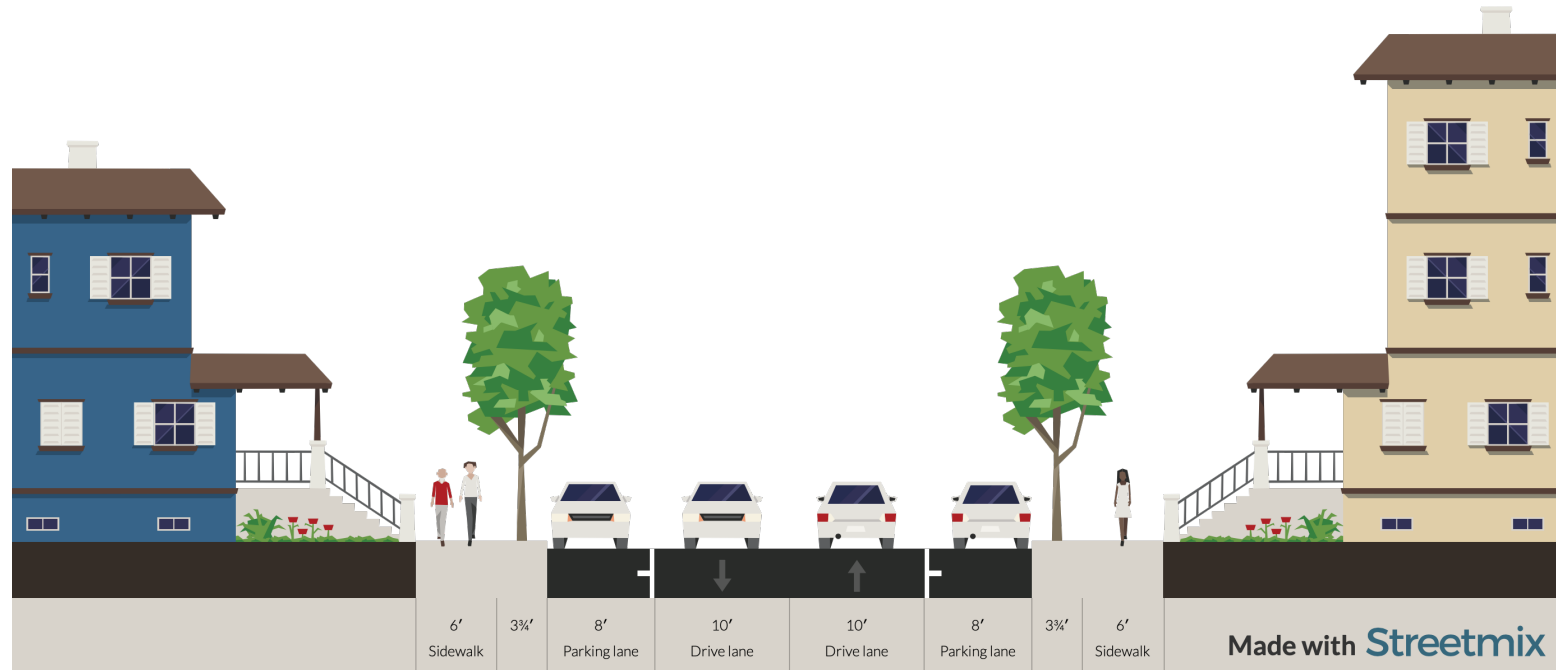 6′ 3¾′ 8′ 10′ 10′ 8′ 3¾′ 6′
Sidewalk Parking lane Drive lane Drive lane Parking lane Sidewalk
Made with Streetmix